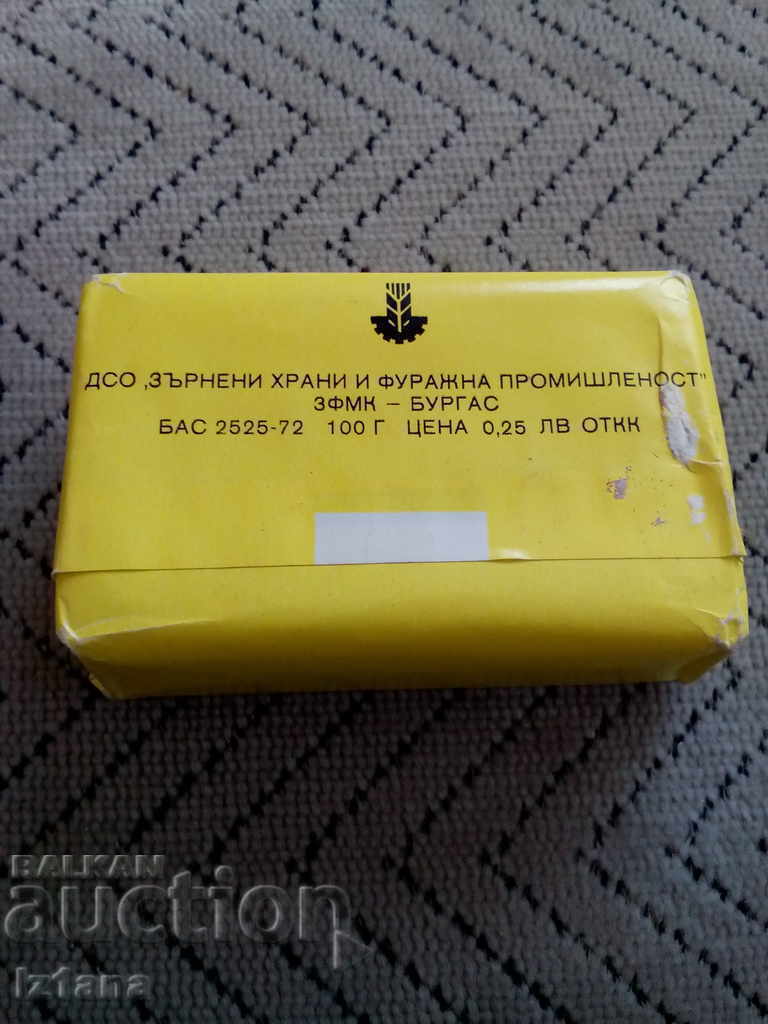 ДСО „ЗЪРНЕНИ ХРАНИ И ФУРАЖНА ПРОМИШЛЕНОСТ"
ЗФМК – БУРГАС
БАС 2525-72 100 Г ЦЕНА 0,25 ЛВ ОТКК
BALKAN
auction
Iztana